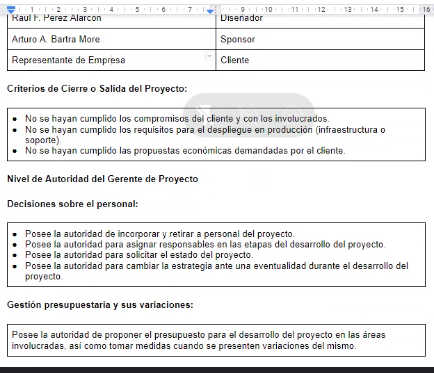 1 2 3 4 5 6 7 9 10 11 12 13 14 15 16
Raul F. Perez Alarcon Diseñador
Arturo A. Bartra More Sponsor
Representante de Empresa Cliente
Criterios de Cierre o Salida del Proyecto:
● No se hayan cumplido los compromisos del cliente y con los involucrados.
● No se hayan cumplido los requisitos para el despliegue en producción (infraestructura o
soporte).
● No se hayan cumplido las propuestas económicas demandadas por el cliente.
Nivel de Autoridad del Gerente de Proyecto
Decisiones sobre el personal:
● Posee la autoridad de incorporar y retirar a personal del proyecto.
● Posee la autoridad para asignar responsables en las etapas del desarrollo del proyecto.
● Posee la autoridad para solicitar el estado del proyecto.
● Posee la autoridad para cambiar la estrategia ante una eventualidad durante el desarrollo del
proyecto.
Gestión presupuestaria y sus variaciones:
Posee la autoridad de proponer el presupuesto para el desarrollo del proyecto en las áreas
involucradas, así como tomar medidas cuando se presenten variaciones del mismo.